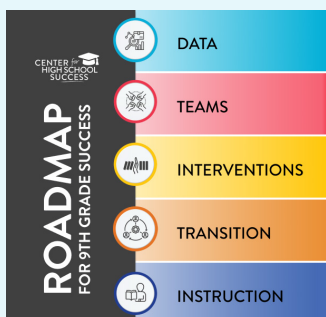 CENTER for
HIGH SCHOOL
SUCCESS
ROADMAP
FOR 9TH GRADE SUCCESS
DATA
TEAMS
INTERVENTIONS
TRANSITION
INSTRUCTION